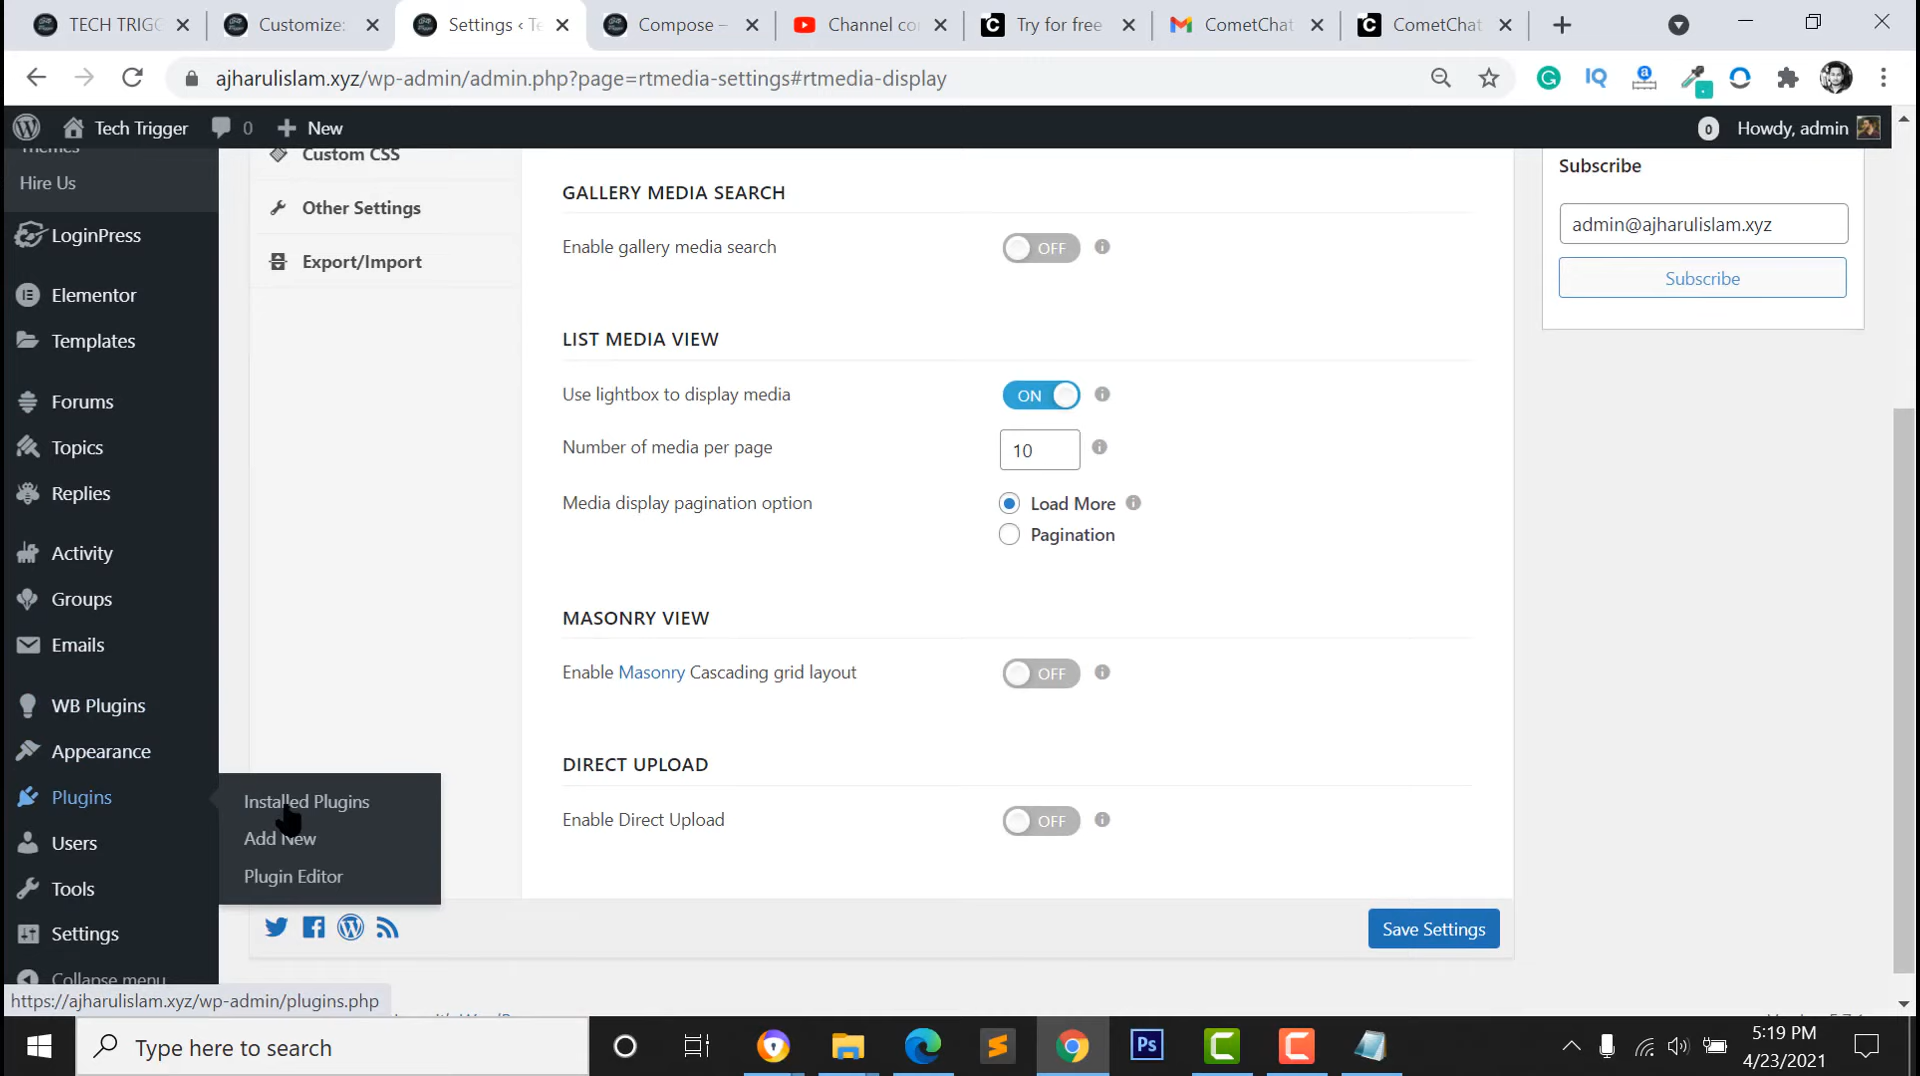 TECH TRIGG
Customize:
Settings ‹ Te
Compose –
Channel co
Try for free
CometChat
CometChat
ajharulislam.xyz/wp-admin/admin.php?page=rtmedia-settings#rtmedia-display
Tech Trigger
0
New
0
Howdy, admin
Themes
Hire Us
LoginPress
Elementor
Templates
Forums
Topics
Replies
Activity
Groups
Emails
WB Plugins
Appearance
Plugins
Users
Tools
Settings
Collapse menu
Installed Plugins
Add New
Plugin Editor
Custom CSS
Other Settings
Export/Import
GALLERY MEDIA SEARCH
Enable gallery media search
OFF
LIST MEDIA VIEW
Use lightbox to display media
ON
Number of media per page
10
Media display pagination option
Load More
Pagination
MASONRY VIEW
Enable Masonry Cascading grid layout
OFF
DIRECT UPLOAD
Enable Direct Upload
OFF
Save Settings
Subscribe
admin@ajharulislam.xyz
Subscribe
https://ajharulislam.xyz/wp-admin/plugins.php
Type here to search
Ps
5:19 PM
4/23/2021